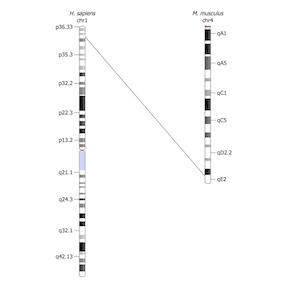 H. sapiens
chr1
M. musculus
chr4
p36.33
p35.3
p32.2
p22.3
p13.2
q21.1
q24.3
q32.1
q42.13
qA1
qA5
qC1
qC5
qD2.2
qE2